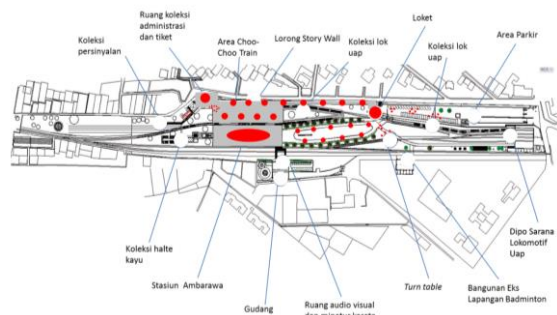 Ruang koleksi
administrasi
dan tiket
Koleksi
persinyalan
Area Choo-
Choo Train
Lorong Story Wall
Koleksi lok
uap
Loket
Koleksi lok
uap
Area Parkir
Koleksi halte
kayu
Stasiun Ambarawa
Gudang
Ruang audio visual
dan
Turn table
Bangunan Eks
Lapangan Badminton
Dipo Sarana
Lokomotif
Uap